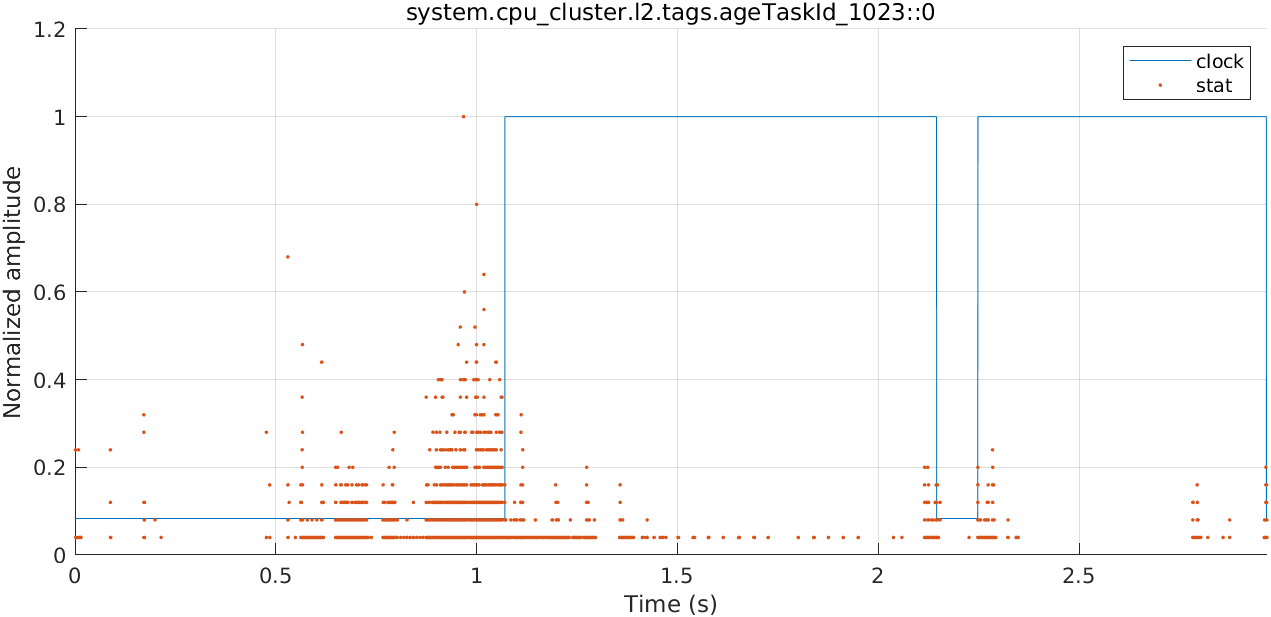 system.cpu_cluster.l2.tags.ageTaskId_1023::0
1.2
1
0.8
0.6
0.4
0.2
0
Normalized amplitude
clock
stat
0 0.5 1 1.5 2 2.5
Time (s)